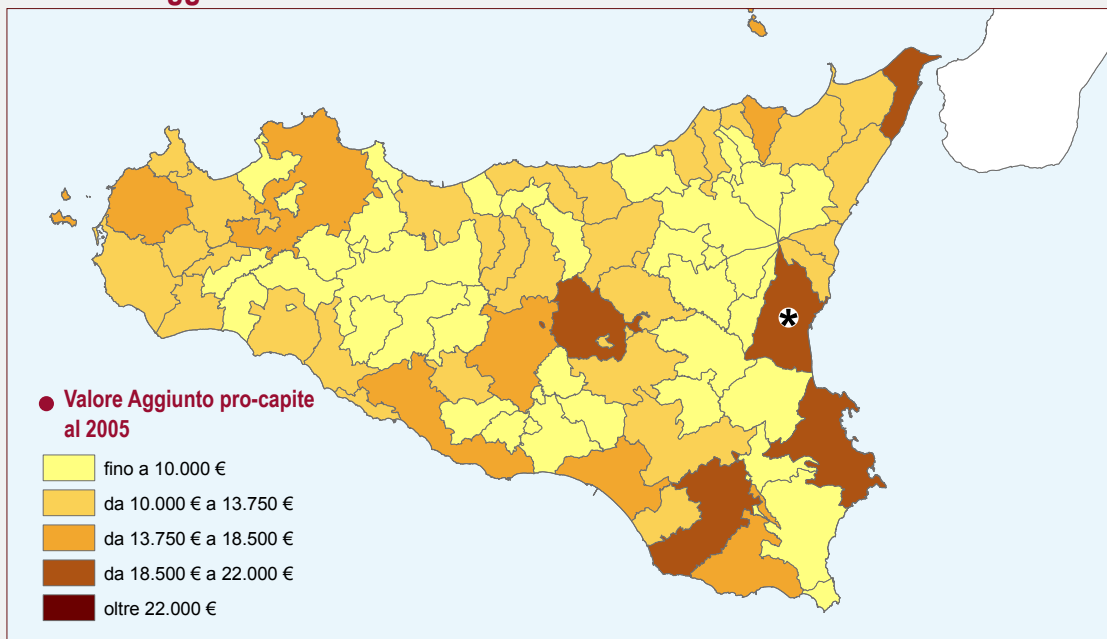 Valore Aggiunto pro-capite
al 2005
fino a 10.000 €
da 10.000 € a 13.750 €
da 13.750 € a 18.500 €
da 18.500 € a 22.000 €
oltre 22.000 €